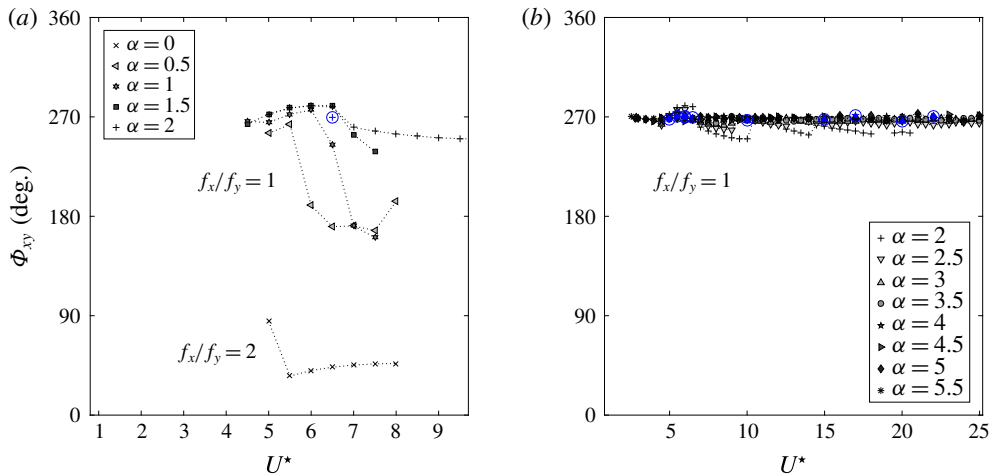 (a)
360
270
180
90
0
Φxy (deg.)
α = 0
α = 0.5
α = 1
α = 1.5
α = 2
fx/fy = 1
fx/fy = 2
1 2 3 4 5 6 7 8 9
U⋆
(b)
360
270
180
90
0
fx/fy = 1
α = 2
α = 2.5
α = 3
α = 3.5
α = 4
α = 4.5
α = 5
α = 5.5
5 10 15 20 25
U⋆